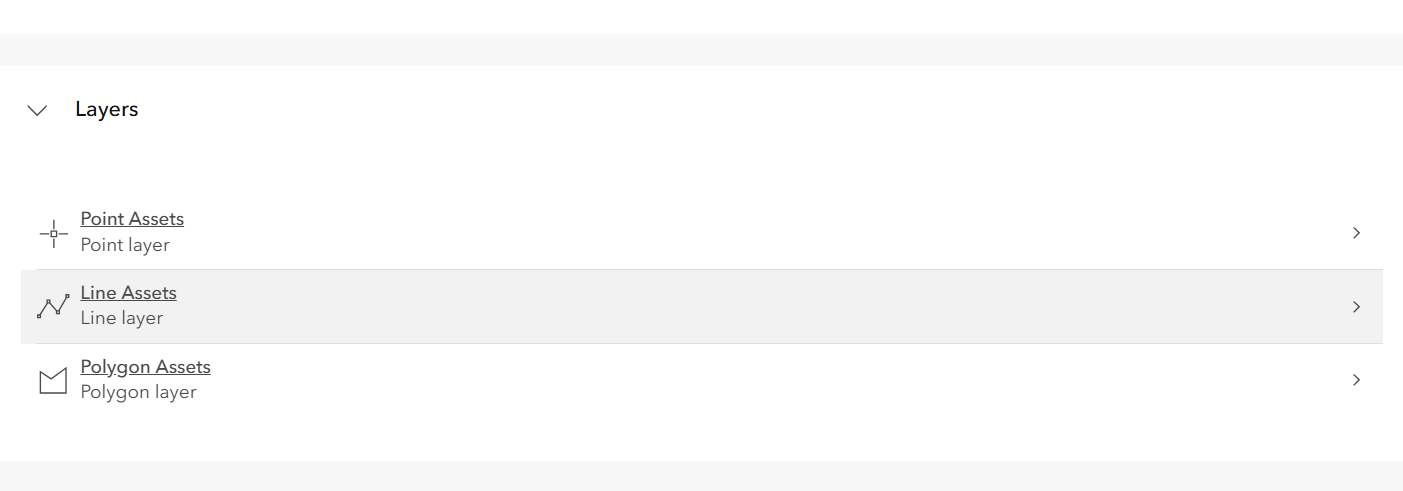 Layers
Point Assets
Point layer
Line Assets
Line layer
Polygon Assets
Polygon layer